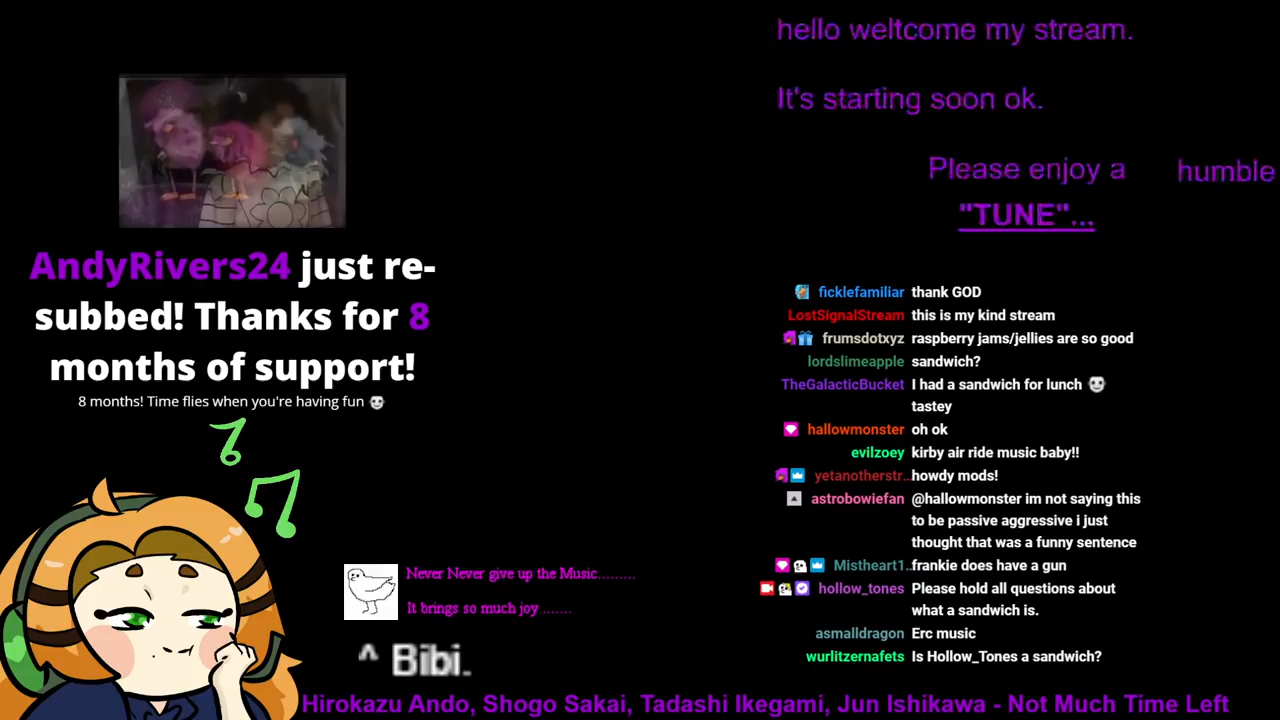 hello weltcome my stream.
It's starting soon ok.
Please enjoy a humble
"TUNE"...
AndyRivers24 just re-
subbed! Thanks for 8
months of support!
8 months! Time flies when you're having fun
ficklefamiliar thank GOD
LostSignalStream this is my kind stream
frumsdotxyz raspberry jams/jellies are so good
lordslimeapple sandwich?
TheGalacticBucket I had a sandwich for lunch
tastey
hallowmonster oh ok
evilzoey kirby air ride music baby!!
yetanotherstr... howdy mods!
astrobowiefan @hallowmonster im not saying this
to be passive aggressive i just
thought that was a funny sentence
Mistheart1... frankie does have a gun
hollow_tones Please hold all questions about
what a sandwich is.
asmalldragon Erc music
wurlitzernafets Is Hollow_Tones a sandwich?
Never Never give up the Music.........
It brings so much joy .......
^ Bibi.
Hirokazu Ando, Shogo Sakai, Tadashi Ikegami, Jun Ishikawa - Not Much Time Left